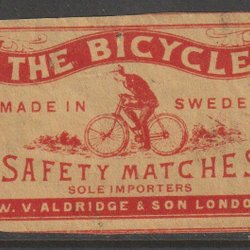 THE BICYCLE
MADE IN SWEDE
SAFETY MATCHES
SOLE IMPORTERS
W. V. ALDRIDGE & SON LONDO